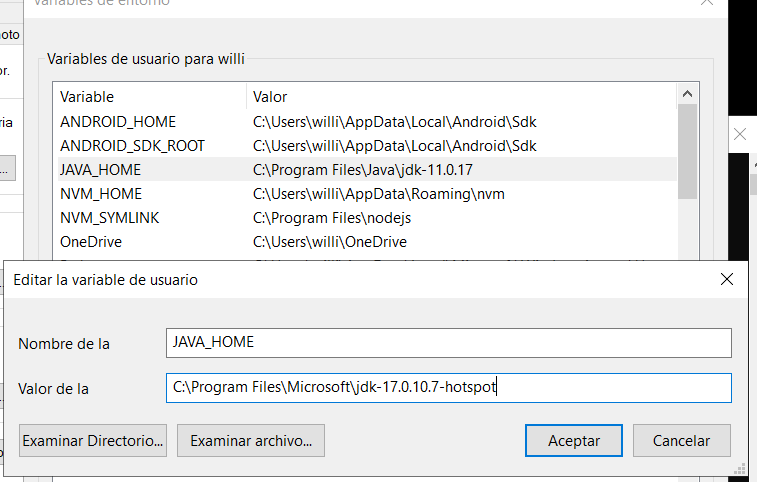 Variables de entorno
Variables de usuario para willi
Variable Valor
ANDROID_HOME C:\Users\willi\AppData\Local\Android\Sdk
ANDROID_SDK_ROOT C:\Users\willi\AppData\Local\Android\Sdk
JAVA_HOME C:\Program Files\Java\jdk-11.0.17
NVM_HOME C:\Users\willi\AppData\Roaming\nvm
NVM_SYMLINK C:\Program Files\nodejs
OneDrive C:\Users\willi\OneDrive
Editar la variable de usuario
Nombre de la JAVA_HOME
Valor de la C:\Program Files\Microsoft\jdk-17.0.10.7-hotspot
Examinar Directorio... Examinar archivo... Aceptar Cancelar